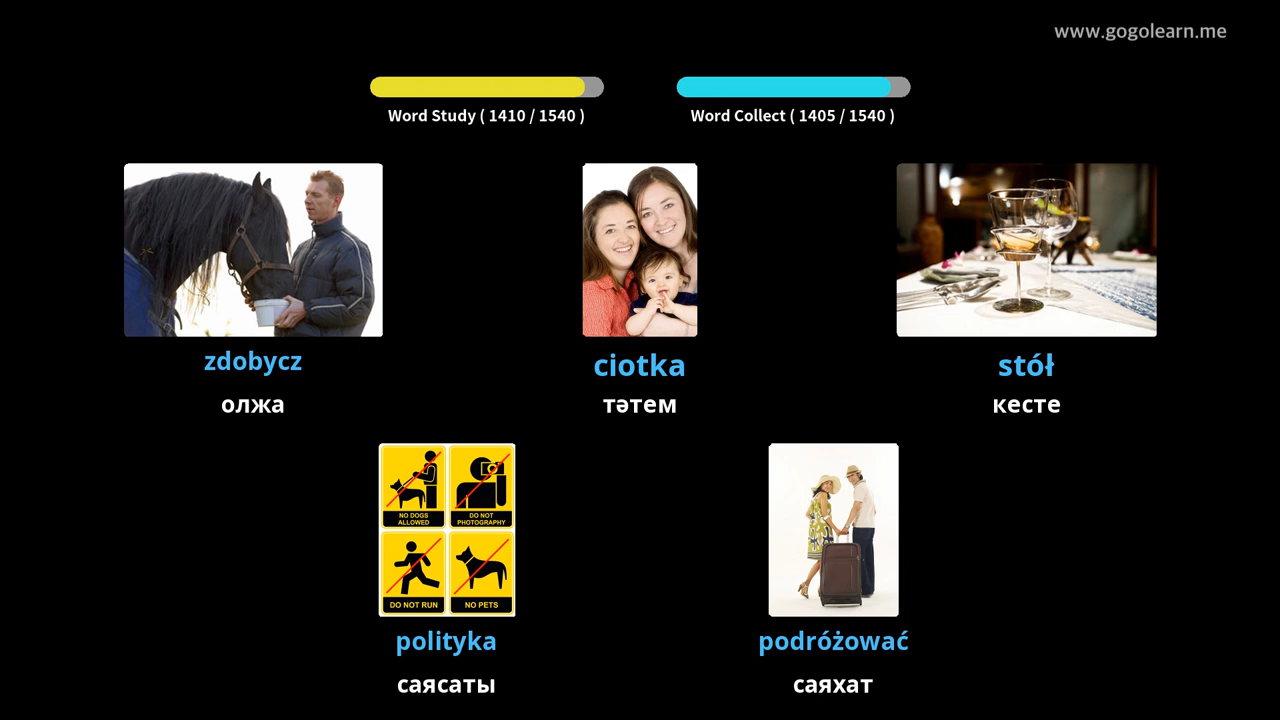 www.gogolearn.me
Word Study ( 1410 / 1540 )
Word Collect ( 1405 / 1540 )
zdobycz
ciotka
stół
олжа
тәтем
кесте
NO DOGS
ALLOWED
DO NOT
PHOTOGRAPHY
DO NOT RUN
NO PETS
polityka
podróżować
саясаты
саяхат